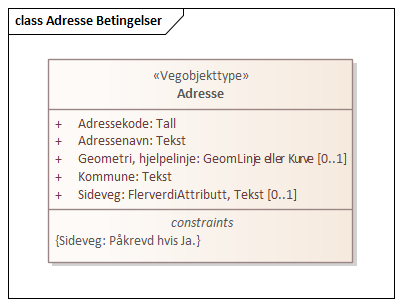 class Adresse Betingelser
«Vegobjekttype»
Adresse
+ Adressekode: Tall
+ Adressenavn: Tekst
+ Geometri, hjelpelinje: GeomLinje eller Kurve [0..1]
+ Kommune: Tekst
+ Sideveg: FlerverdiAttributt, Tekst [0..1]
constraints
{Sideveg: Påkrevd hvis Ja.}